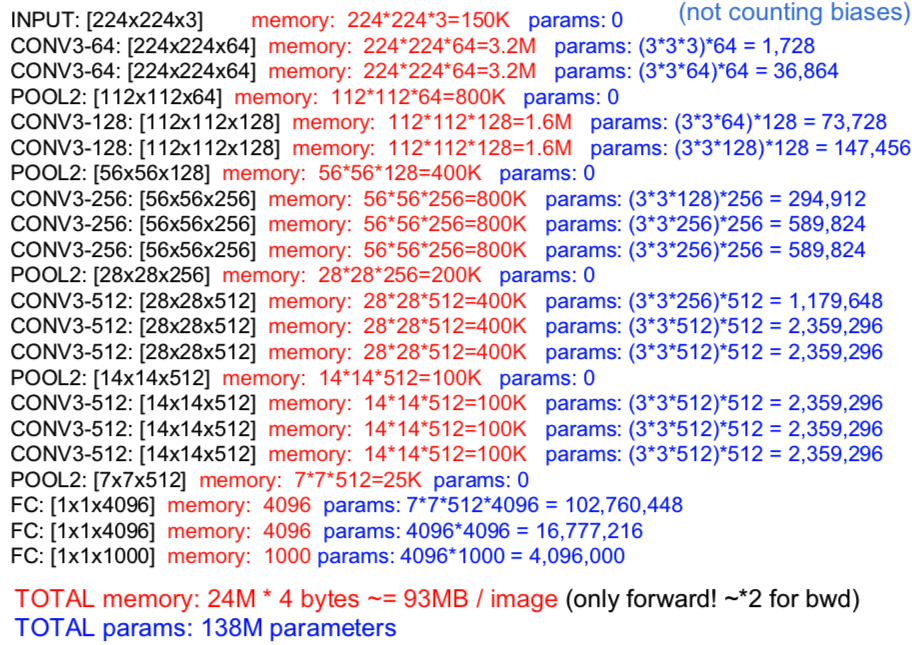 (not counting biases)
INPUT: [224x224x3] memory: 224*224*3=150K params: 0
CONV3-64: [224x224x64] memory: 224*224*64=3.2M params: (3*3*3)*64 = 1,728
CONV3-64: [224x224x64] memory: 224*224*64=3.2M params: (3*3*64)*64 = 36,864
POOL2: [112x112x64] memory: 112*112*64=800K params: 0
CONV3-128: [112x112x128] memory: 112*112*128=1.6M params: (3*3*64)*128 = 73,728
CONV3-128: [112x112x128] memory: 112*112*128=1.6M params: (3*3*128)*128 = 147,456
POOL2: [56x56x128] memory: 56*56*128=400K params: 0
CONV3-256: [56x56x256] memory: 56*56*256=800K params: (3*3*128)*256 = 294,912
CONV3-256: [56x56x256] memory: 56*56*256=800K params: (3*3*256)*256 = 589,824
CONV3-256: [56x56x256] memory: 56*56*256=800K params: (3*3*256)*256 = 589,824
POOL2: [28x28x256] memory: 28*28*256=200K params: 0
CONV3-512: [28x28x512] memory: 28*28*512=400K params: (3*3*256)*512 = 1,179,648
CONV3-512: [28x28x512] memory: 28*28*512=400K params: (3*3*512)*512 = 2,359,296
CONV3-512: [28x28x512] memory: 28*28*512=400K params: (3*3*512)*512 = 2,359,296
POOL2: [14x14x512] memory: 14*14*512=100K params: 0
CONV3-512: [14x14x512] memory: 14*14*512=100K params: (3*3*512)*512 = 2,359,296
CONV3-512: [14x14x512] memory: 14*14*512=100K params: (3*3*512)*512 = 2,359,296
CONV3-512: [14x14x512] memory: 14*14*512=100K params: (3*3*512)*512 = 2,359,296
POOL2: [7x7x512] memory: 7*7*512=25K params: 0
FC: [1x1x4096] memory: 4096 params: 7*7*512*4096 = 102,760,448
FC: [1x1x4096] memory: 4096 params: 4096*4096 = 16,777,216
FC: [1x1x1000] memory: 1000 params: 4096*1000 = 4,096,000
TOTAL memory: 24M * 4 bytes ~= 93MB / image (only forward! ~*2 for bwd)
TOTAL params: 138M parameters